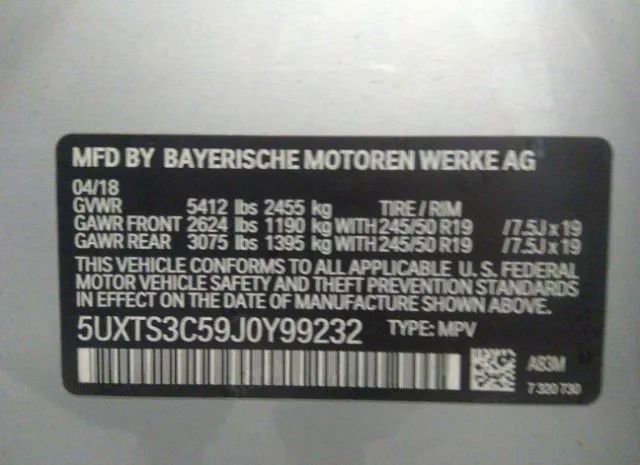 MFD BY BAYERISCHE MOTOREN WERKE AG
04/18
GVWR 5412 lbs 2455 kg TIRE / RIM
GAWR FRONT 2624 lbs 1190 kg WITH 245/50 R19 /7.5J x 19
GAWR REAR 3075 lbs 1395 kg WITH 245/50 R19 /7.5J x 19
THIS VEHICLE CONFORMS TO ALL APPLICABLE U. S. FEDERAL
MOTOR VEHICLE SAFETY AND THEFT PREVENTION STANDARDS
IN EFFECT ON THE DATE OF MANUFACTURE SHOWN ABOVE.
5UXTS3C59J0Y99232 TYPE: MPV
A83M
7 320 730